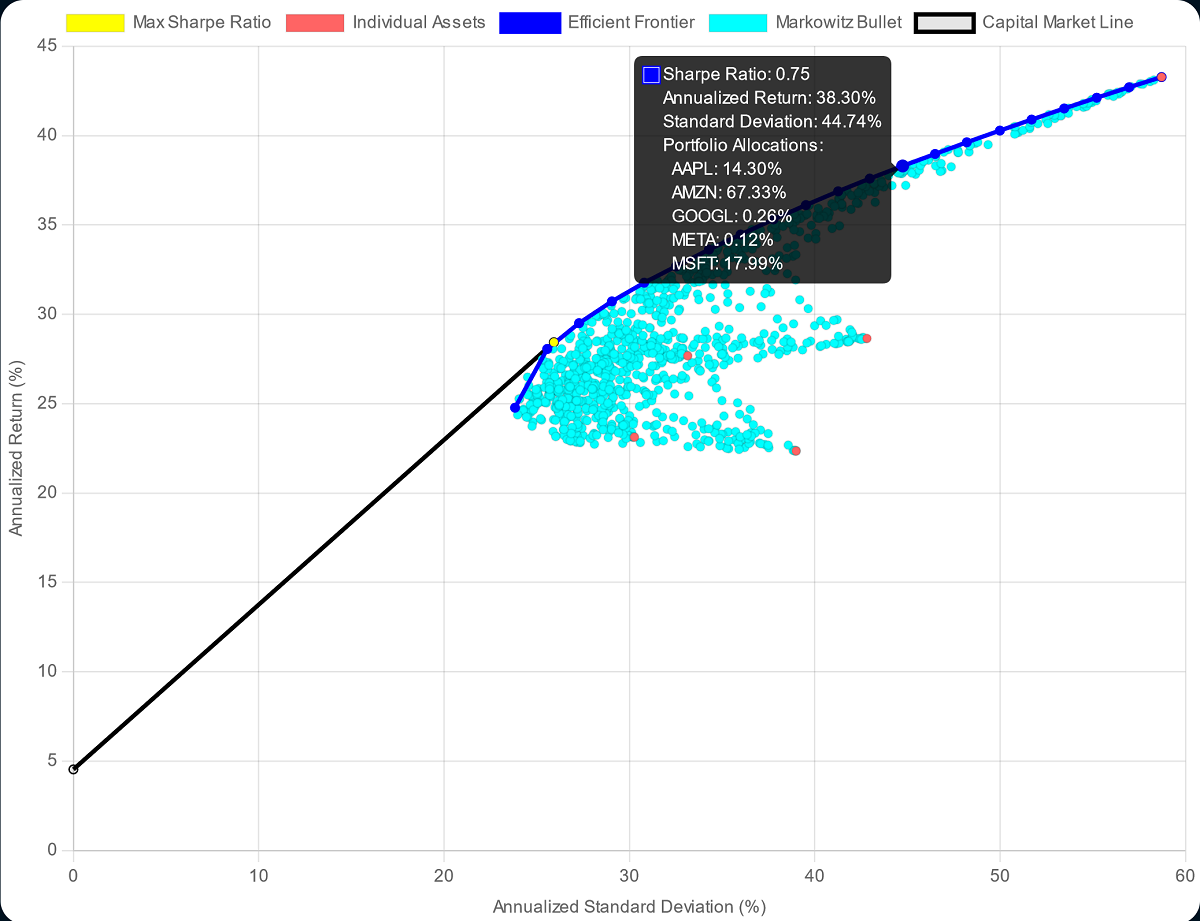 Max Sharpe Ratio Individual Assets Efficient Frontier Markowitz Bullet Capital Market Line
45
40
35
30
25
20
15
10
5
0
Annualized Return (%)
Sharpe Ratio: 0.75
Annualized Return: 38.30%
Standard Deviation: 44.74%
Portfolio Allocations:
AAPL: 14.30%
AMZN: 67.33%
GOOGL: 0.26%
META: 0.12%
MSFT: 17.99%
0 10 20 30 40 50 60
Annualized Standard Deviation (%)